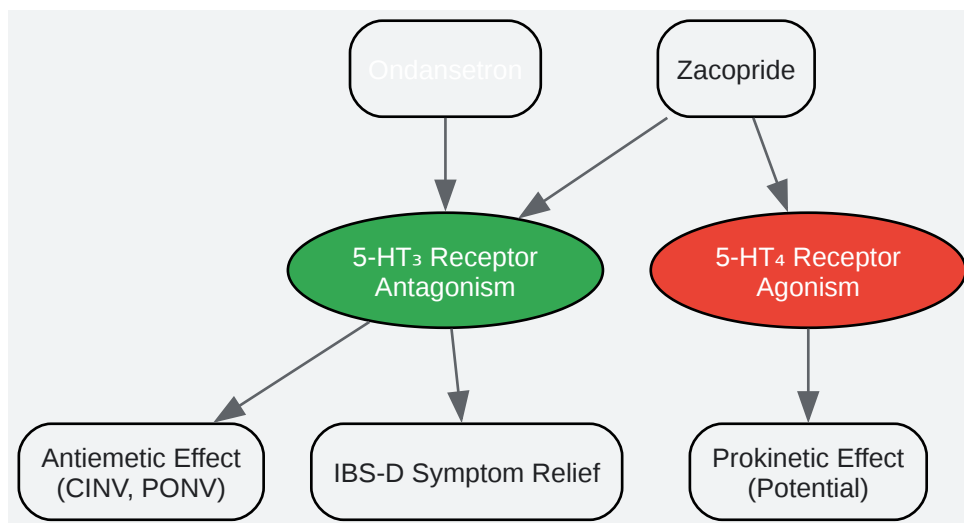 Ondansetron
Zacopride
5-HT₃ Receptor
Antagonism
5-HT₄ Receptor
Agonism
Antiemetic Effect
(CINV, PONV)
IBS-D Symptom Relief
Prokinetic Effect
(Potential)